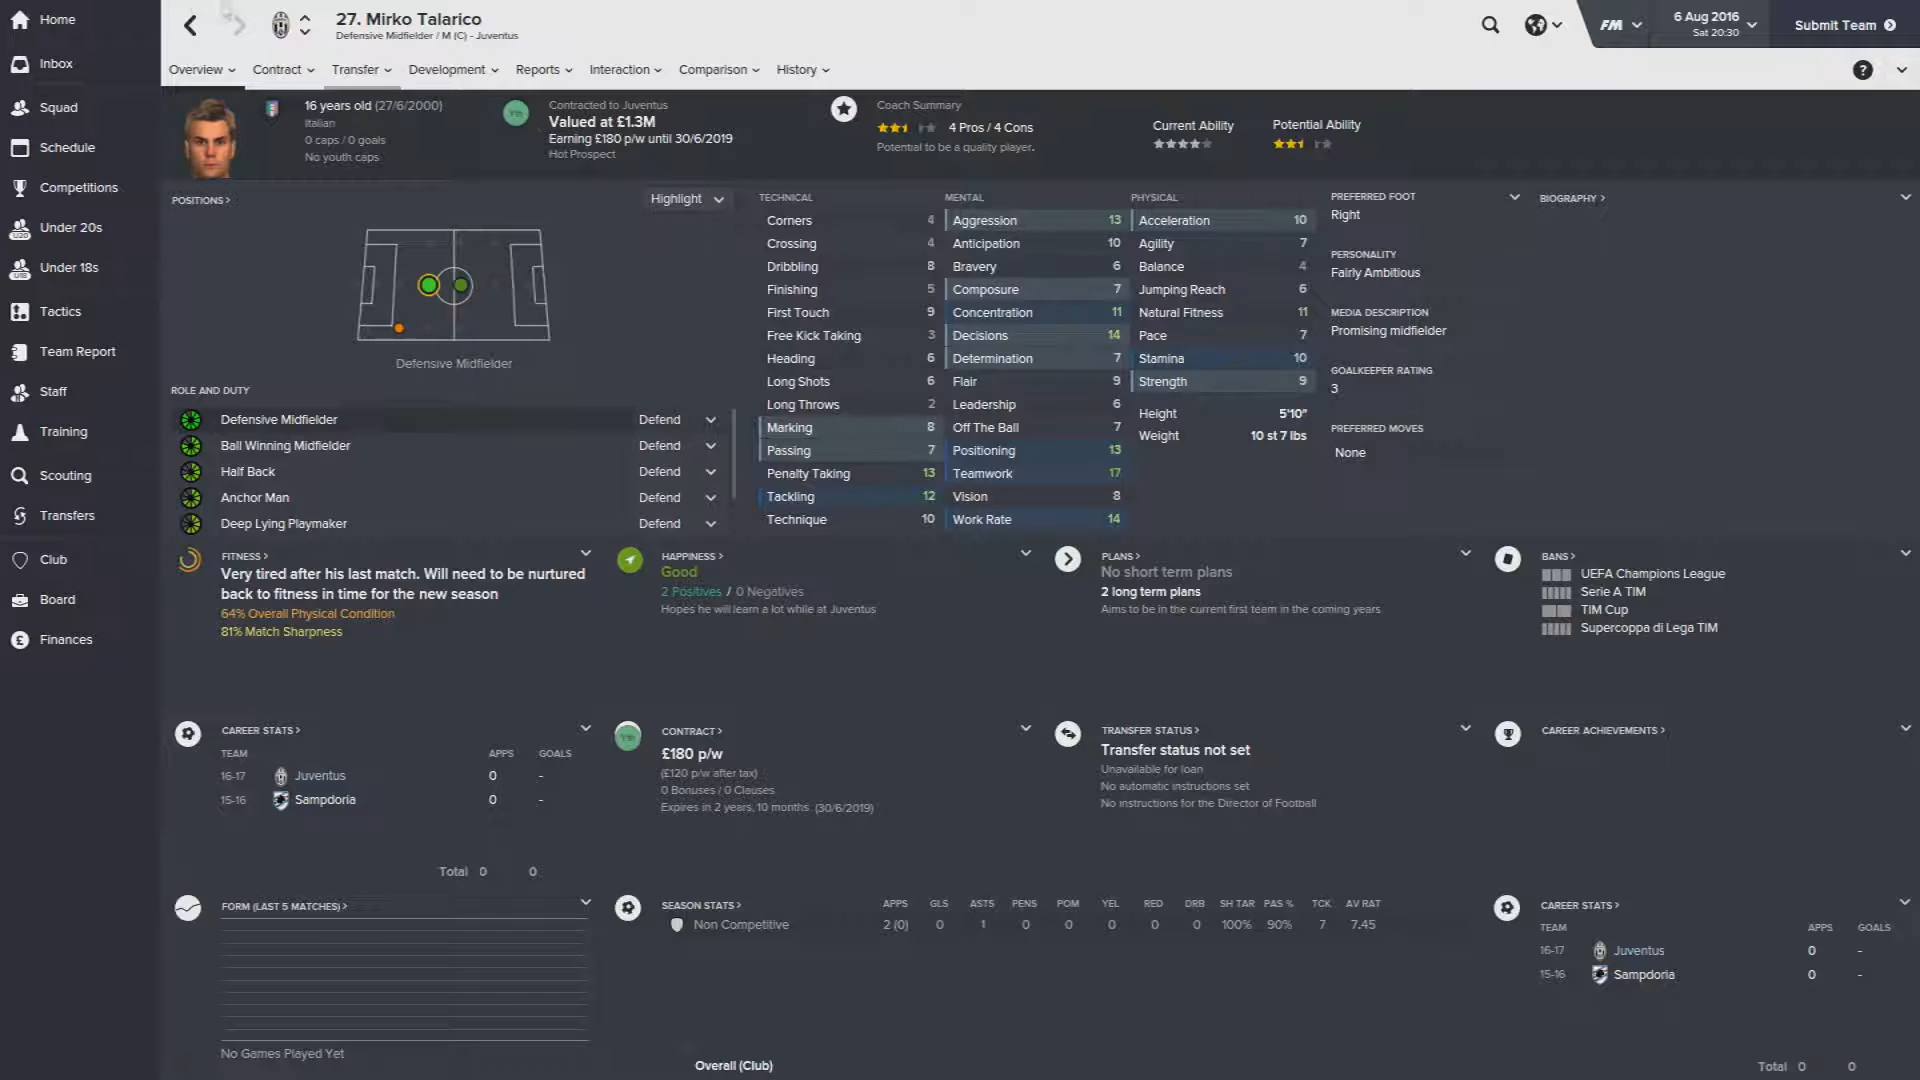 Home
Inbox
Squad
Schedule
Competitions
Under 20s
Under 18s
Tactics
Team Report
Staff
Training
Scouting
Transfers
Club
Board
Finances
27. Mirko Talarico
Defensive Midfielder / M (C) - Juventus
FM
6 Aug 2016
Sat 20:30
Submit Team
Overview Contract Transfer Development Reports Interaction Comparison History
?
16 years old (27/6/2000)
Italian
0 caps / 0 goals
No youth caps
Yth
Contracted to Juventus
Valued at £1.3M
Earning £180 p/w until 30/6/2019
Hot Prospect
Coach Summary
4 Pros / 4 Cons
Potential to be a quality player.
Current Ability
Potential Ability
POSITIONS >
Highlight
Defensive Midfielder
ROLE AND DUTY
Defensive Midfielder Defend
Ball Winning Midfielder Defend
Half Back Defend
Anchor Man Defend
Deep Lying Playmaker Defend
TECHNICAL
Corners 4
Crossing 4
Dribbling 8
Finishing 5
First Touch 9
Free Kick Taking 3
Heading 6
Long Shots 6
Long Throws 2
Marking 8
Passing 7
Penalty Taking 13
Tackling 12
Technique 10
MENTAL
Aggression 13
Anticipation 10
Bravery 6
Composure 7
Concentration 11
Decisions 14
Determination 7
Flair 9
Leadership 6
Off The Ball 7
Positioning 13
Teamwork 17
Vision 8
Work Rate 14
PHYSICAL
Acceleration 10
Agility 7
Balance 4
Jumping Reach 6
Natural Fitness 11
Pace 7
Stamina 10
Strength 9
Height 5'10"
Weight 10 st 7 lbs
PREFERRED FOOT
Right
PERSONALITY
Fairly Ambitious
MEDIA DESCRIPTION
Promising midfielder
GOALKEEPER RATING
3
PREFERRED MOVES
None
BIOGRAPHY >
FITNESS >
Very tired after his last match. Will need to be nurtured
back to fitness in time for the new season
64% Overall Physical Condition
81% Match Sharpness
HAPPINESS >
Good
2 Positives / 0 Negatives
Hopes he will learn a lot while at Juventus
PLANS >
No short term plans
2 long term plans
Aims to be in the current first team in the coming years
BANS >
UEFA Champions League
Serie A TIM
TIM Cup
Supercoppa di Lega TIM
CAREER STATS >
TEAM APPS GOALS
16-17 Juventus 0 -
15-16 Sampdoria 0 -
Total 0 0
Yth
CONTRACT >
£180 p/w
(£120 p/w after tax)
0 Bonuses / 0 Clauses
Expires in 2 years, 10 months (30/6/2019)
TRANSFER STATUS >
Transfer status not set
Unavailable for loan
No automatic instructions set
No instructions for the Director of Football
CAREER ACHIEVEMENTS >
FORM (LAST 5 MATCHES) >
No Games Played Yet
SEASON STATS > APPS GLS ASTS PENS POM YEL RED DRB SH TAR PAS % TCK AV RAT
Non Competitive 2 (0) 0 1 0 0 0 0 0 100% 90% 7 7.45
Overall (Club)
CAREER STATS >
TEAM APPS GOALS
16-17 Juventus 0 -
15-16 Sampdoria 0 -
Total 0 0